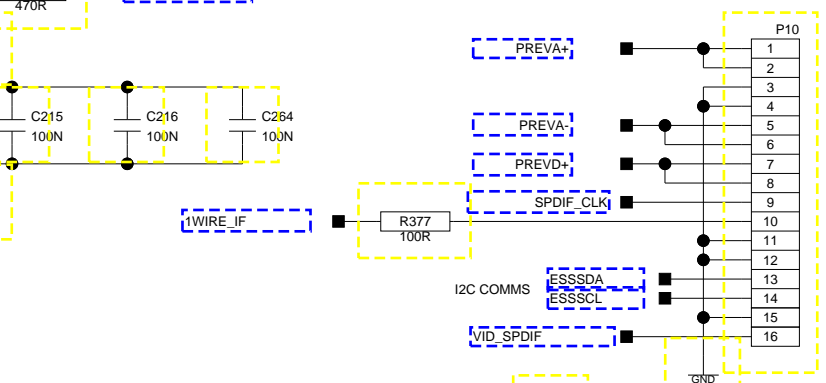 470R
P10
PREVA+
1
2
3
4
C215
C216
C264
100N
100N
100N
PREVA-
5
6
PREVD+
7
8
SPDIF_CLK
9
1WIRE_IF
R377
10
100R
11
12
I2C COMMS
ESSSDA
13
ESSSCL
14
15
VID_SPDIF
16
GND